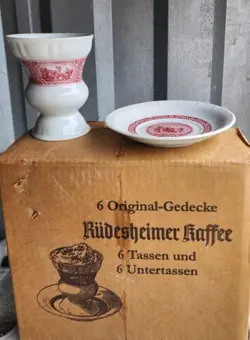 6 Original-Gedecke
Rüdesheimer Kaffee
6 Tassen und
6 Untertassen